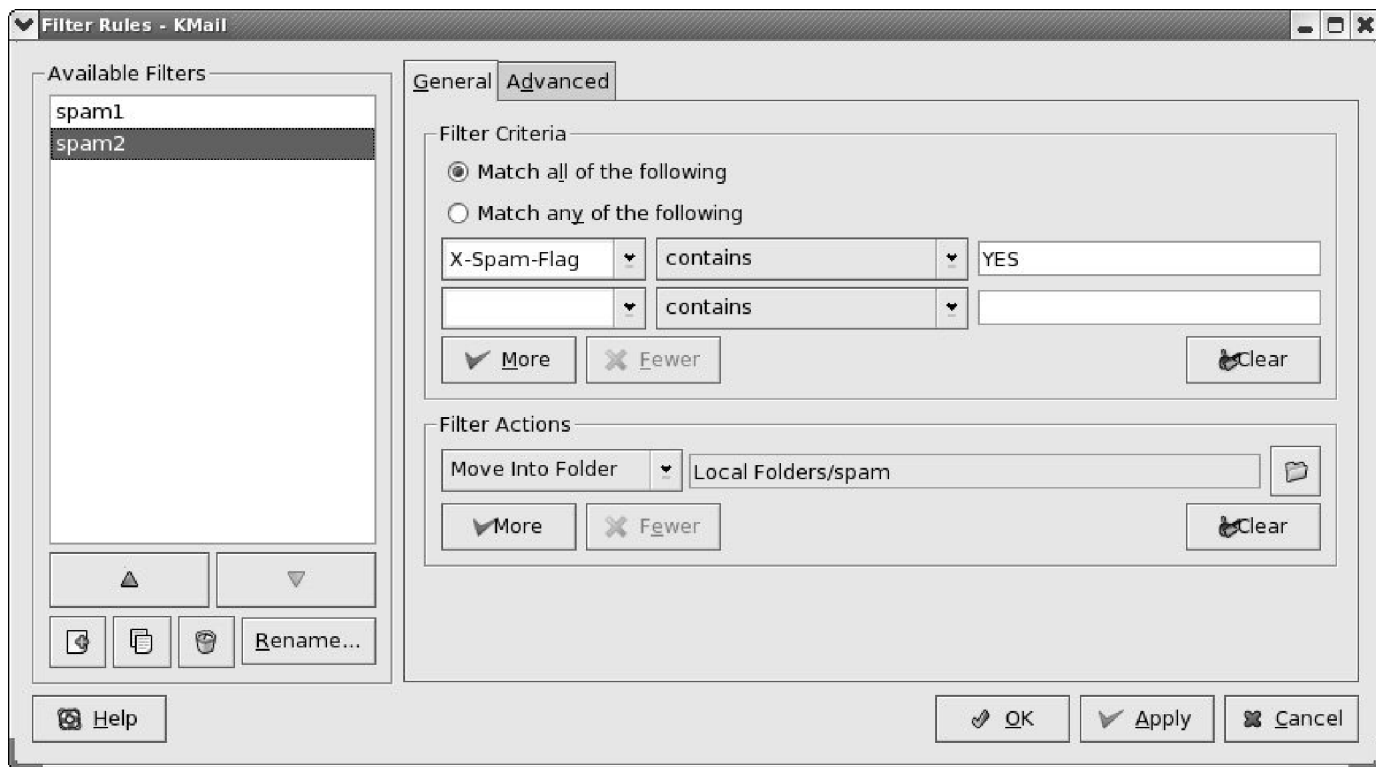 Filter Rules - KMail
Available Filters
spam1
spam2
Rename...
General
Advanced
Filter Criteria
Match all of the following
Match any of the following
X-Spam-Flag
contains
YES
contains
More
Fewer
Clear
Filter Actions
Move Into Folder
Local Folders/spam
More
Fewer
Clear
Help
OK
Apply
Cancel